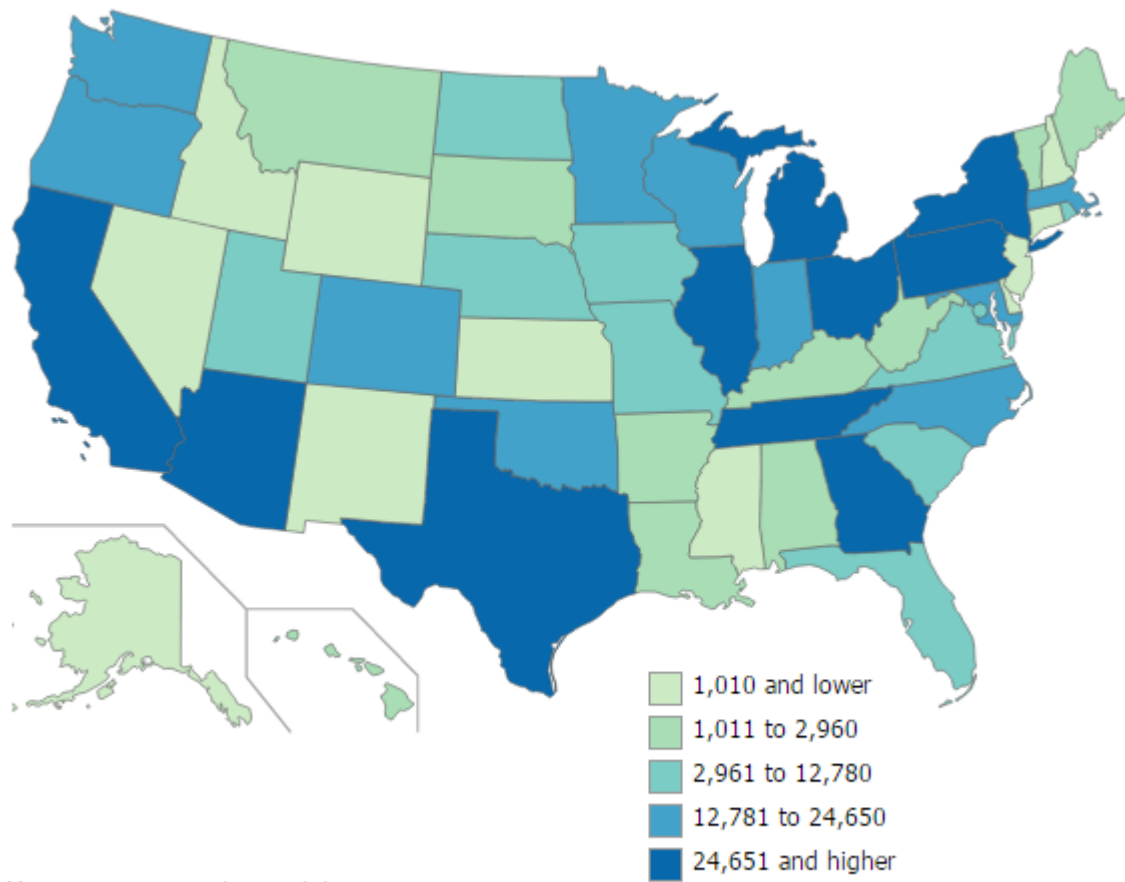 1,010 and lower
1,011 to 2,960
2,961 to 12,780
12,781 to 24,650
24,651 and higher